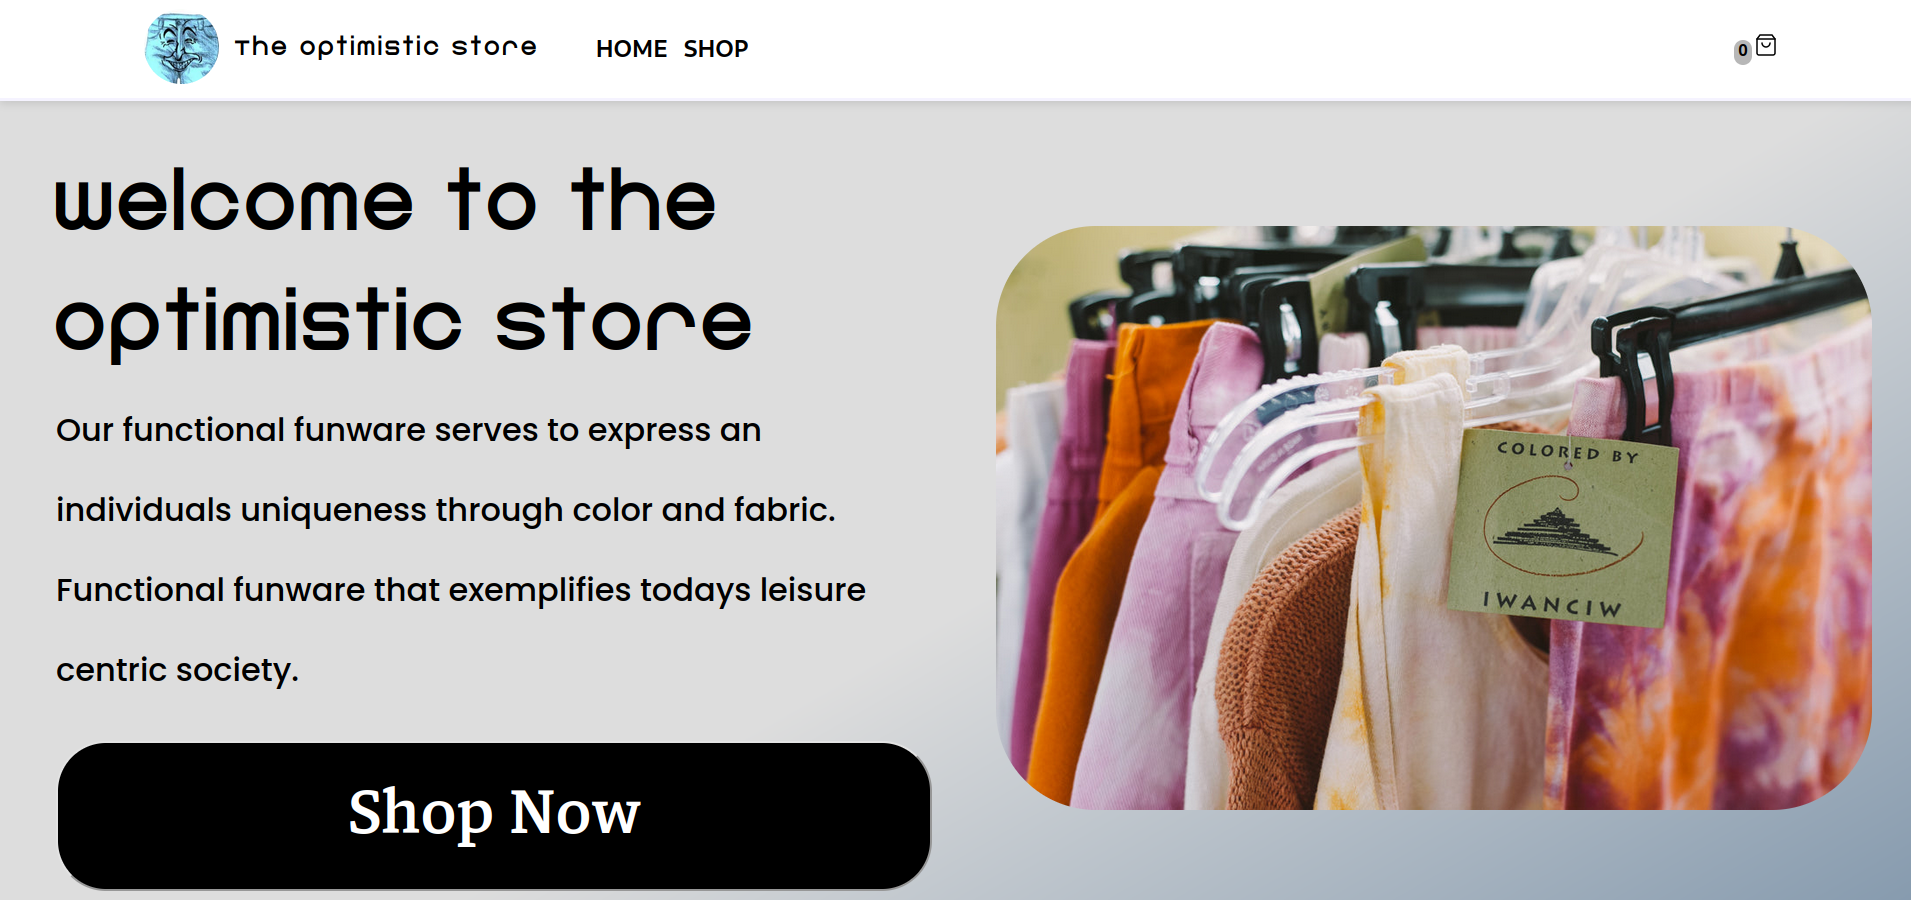 The optimistic store
HOME SHOP
0
welcome to the
optimistic store
Our functional funware serves to express an
individuals uniqueness through color and fabric.
Functional funware that exemplifies todays leisure
centric society.
Shop Now
COLORED BY
IWANCIW